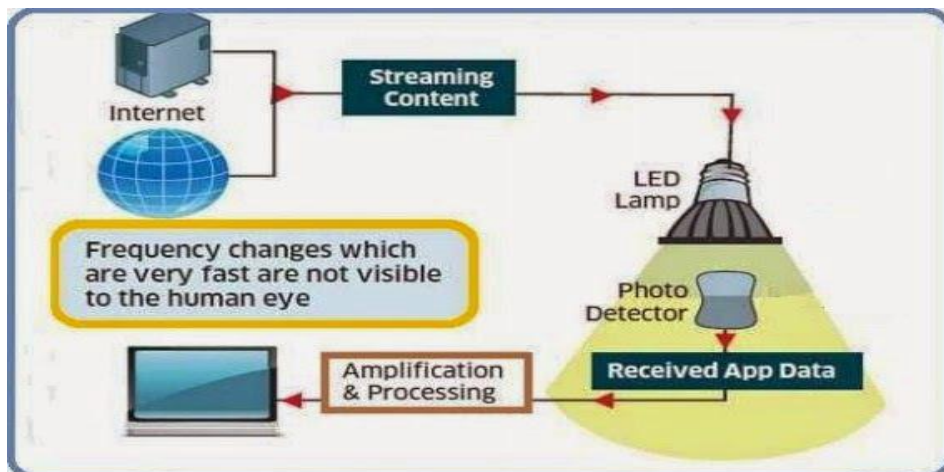 Internet
Streaming
Content
LED
Lamp
Frequency changes which
are very fast are not visible
to the human eye
Photo
Detector
Received App Data
Amplification
& Processing